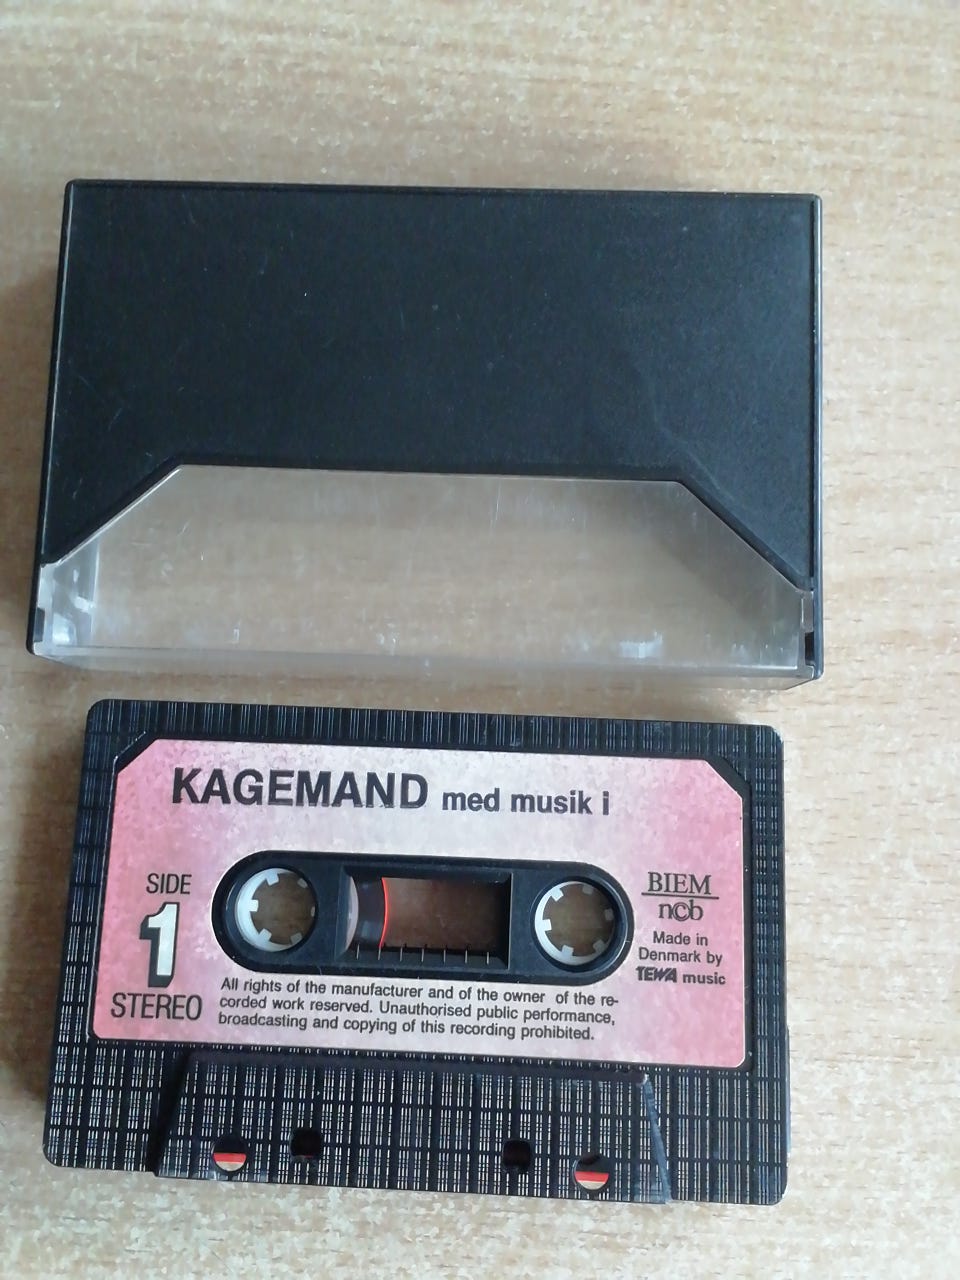 KAGEMAND med musik i
SIDE
1
STEREO
BIEM
ncb
Made in
Denmark by
TEWA music
All rights of the manufacturer and of the owner of the re-
corded work reserved. Unauthorised public performance,
broadcasting and copying of this recording prohibited.